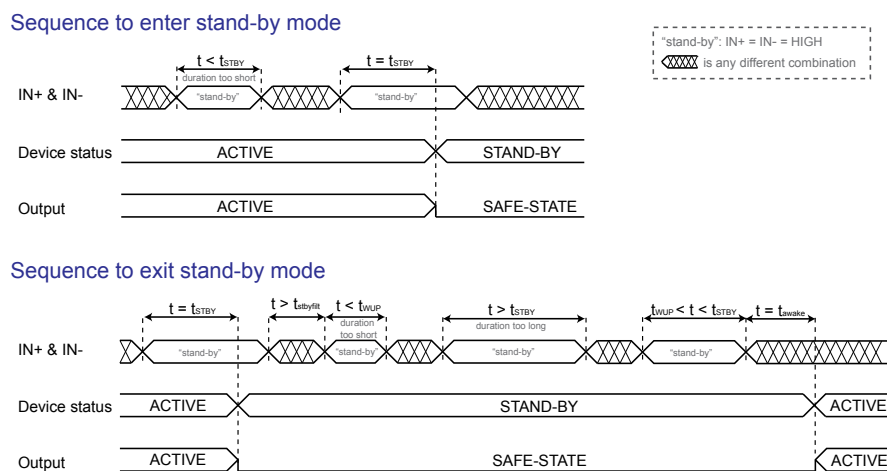 Sequence to enter stand-by mode
"stand-by": IN+ = IN- = HIGH
is any different combination
t < tSTBY
duration too short
t = tSTBY
IN+ & IN-
"stand-by"
"stand-by"
Device status
ACTIVE
STAND-BY
Output
ACTIVE
SAFE-STATE
Sequence to exit stand-by mode
t = tSTBY
t > tstbyfilt
t < tWUP
duration
too short
t > tSTBY
duration too long
tWUP < t < tSTBY
t = tawake
IN+ & IN-
"stand-by"
"stand-by"
"stand-by"
"stand-by"
Device status
ACTIVE
STAND-BY
ACTIVE
Output
ACTIVE
SAFE-STATE
ACTIVE